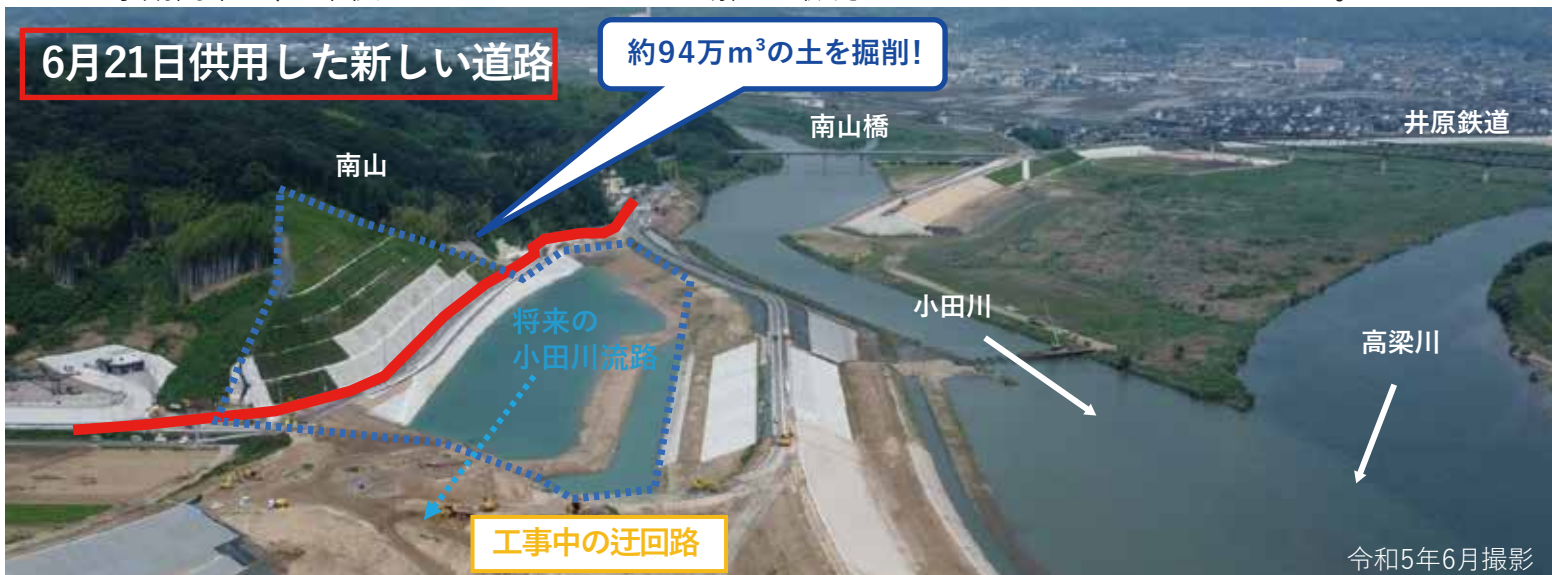 6月21日供用した新しい道路
約94万m³の土を掘削!
南山橋
井原鉄道
南山
将来の
小田川流路
小田川
高梁川
工事中の迂回路
令和5年6月撮影